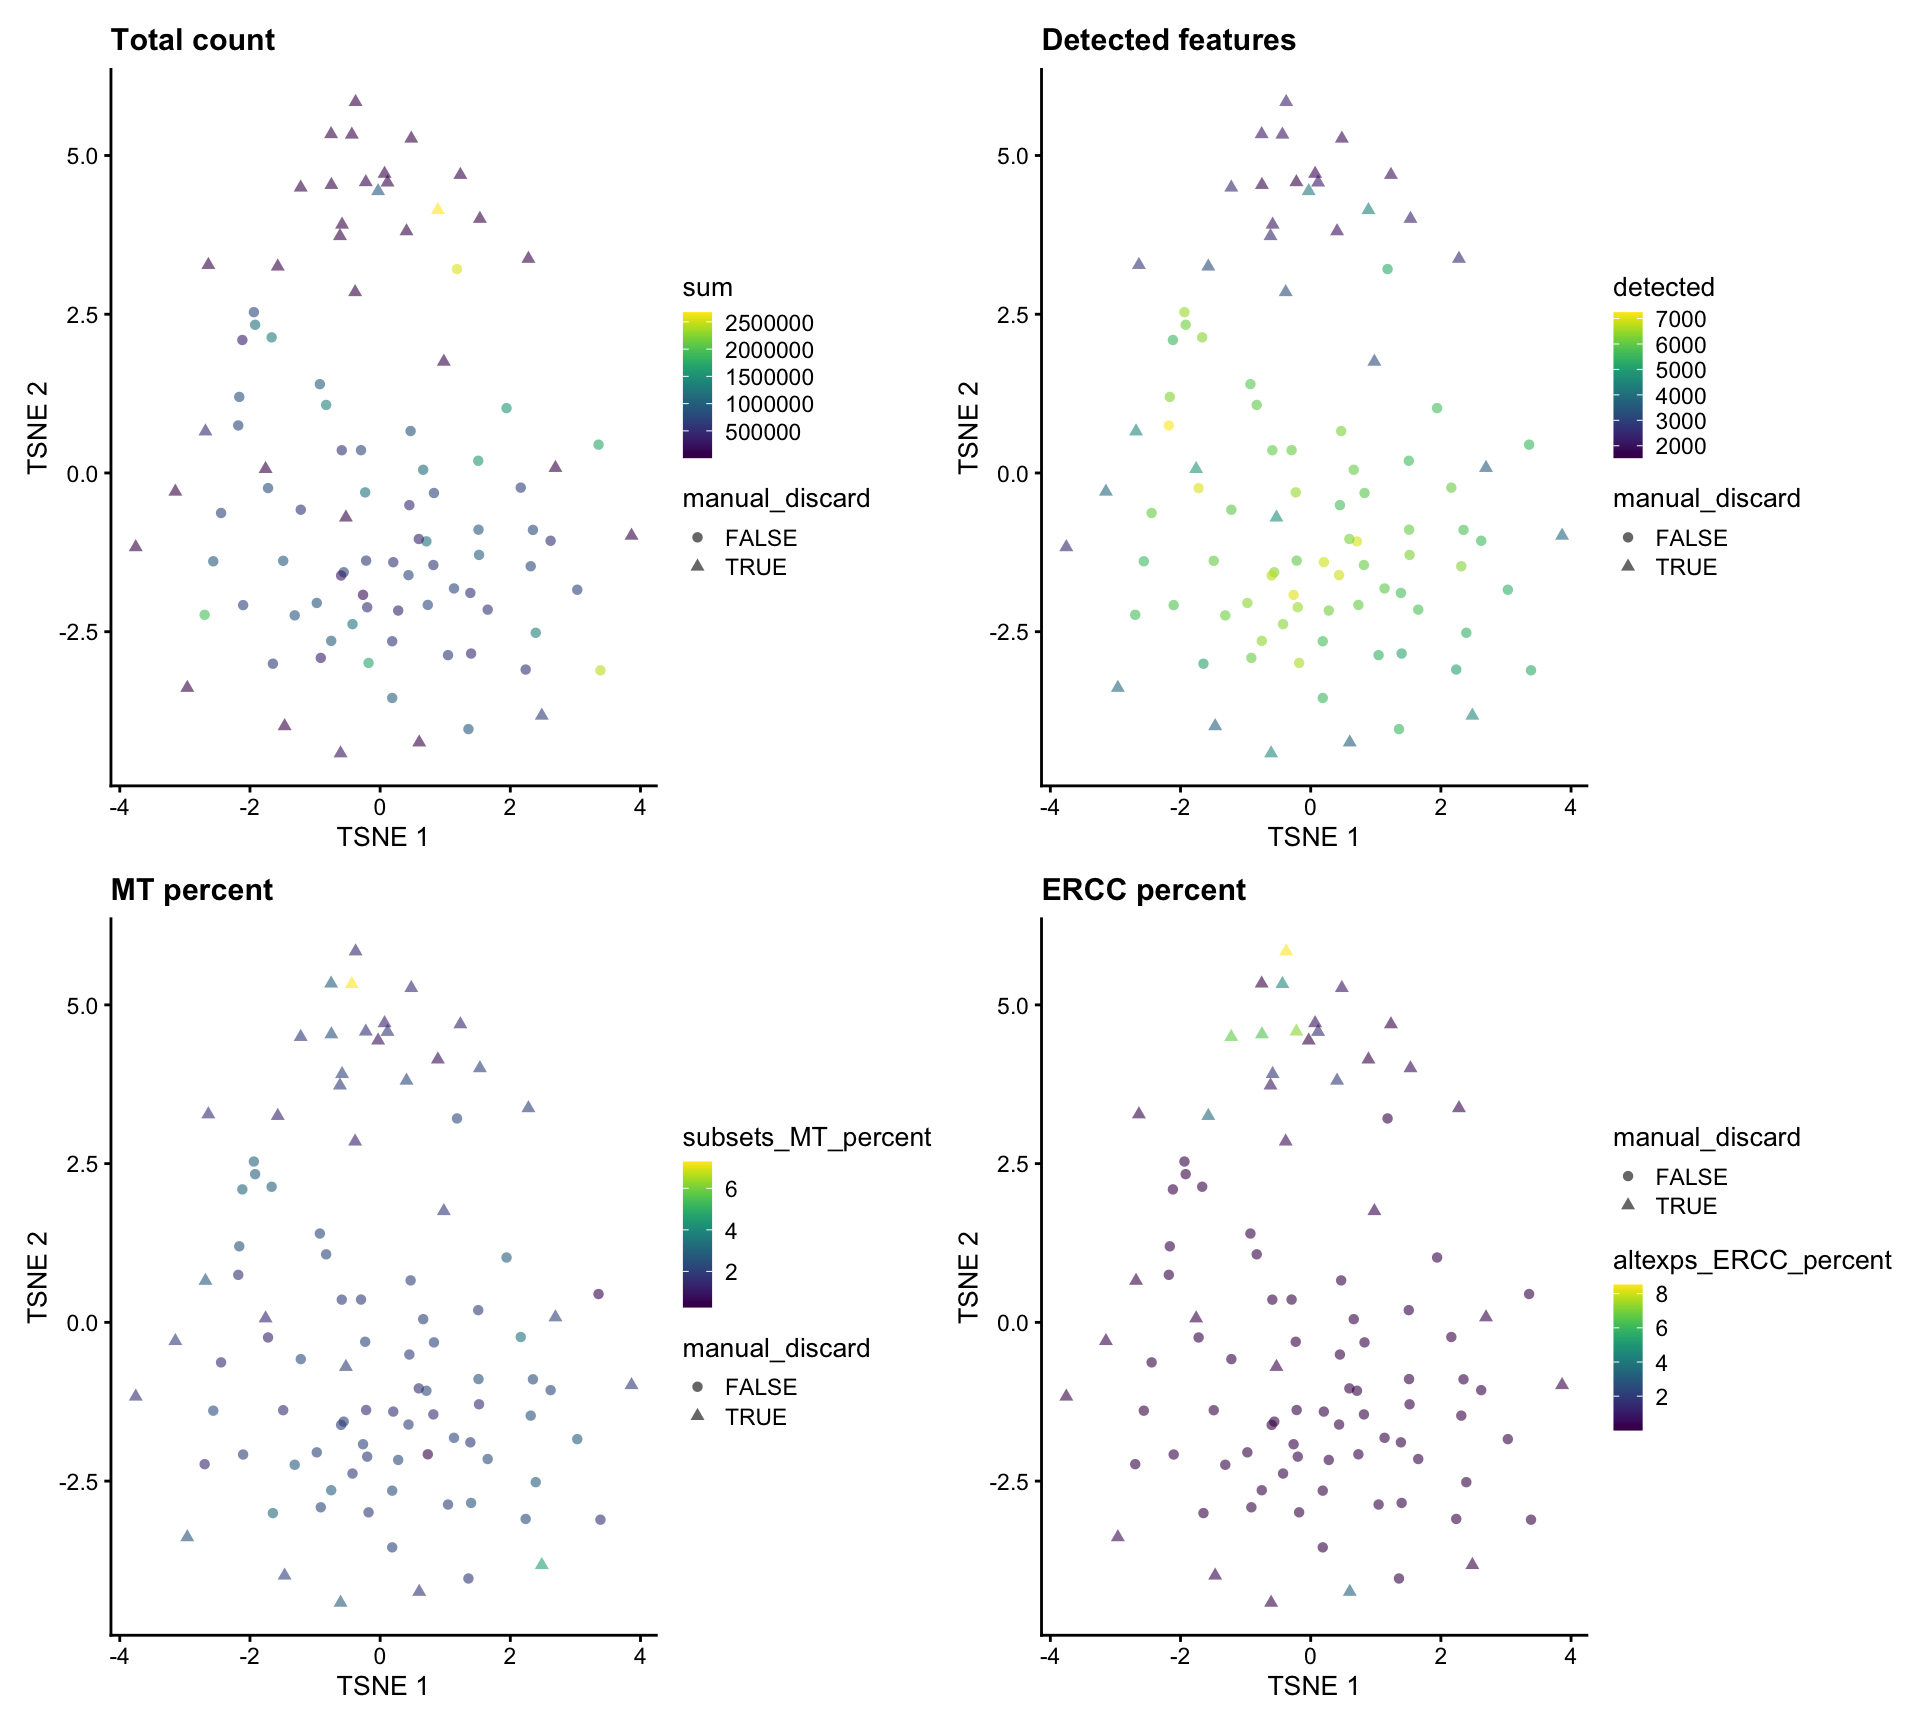 Total count
5.0
2.5
0.0
-2.5
TSNE 2
-4 -2 0 2 4
TSNE 1
sum
2500000
2000000
1500000
1000000
500000
manual_discard
FALSE
TRUE
Detected features
5.0
2.5
0.0
-2.5
TSNE 2
-4 -2 0 2 4
TSNE 1
detected
7000
6000
5000
4000
3000
2000
manual_discard
FALSE
TRUE
MT percent
5.0
2.5
0.0
-2.5
TSNE 2
-4 -2 0 2 4
TSNE 1
subsets_MT_percent
6
4
2
manual_discard
FALSE
TRUE
ERCC percent
5.0
2.5
0.0
-2.5
TSNE 2
-4 -2 0 2 4
TSNE 1
manual_discard
FALSE
TRUE
altexps_ERCC_percent
8
6
4
2